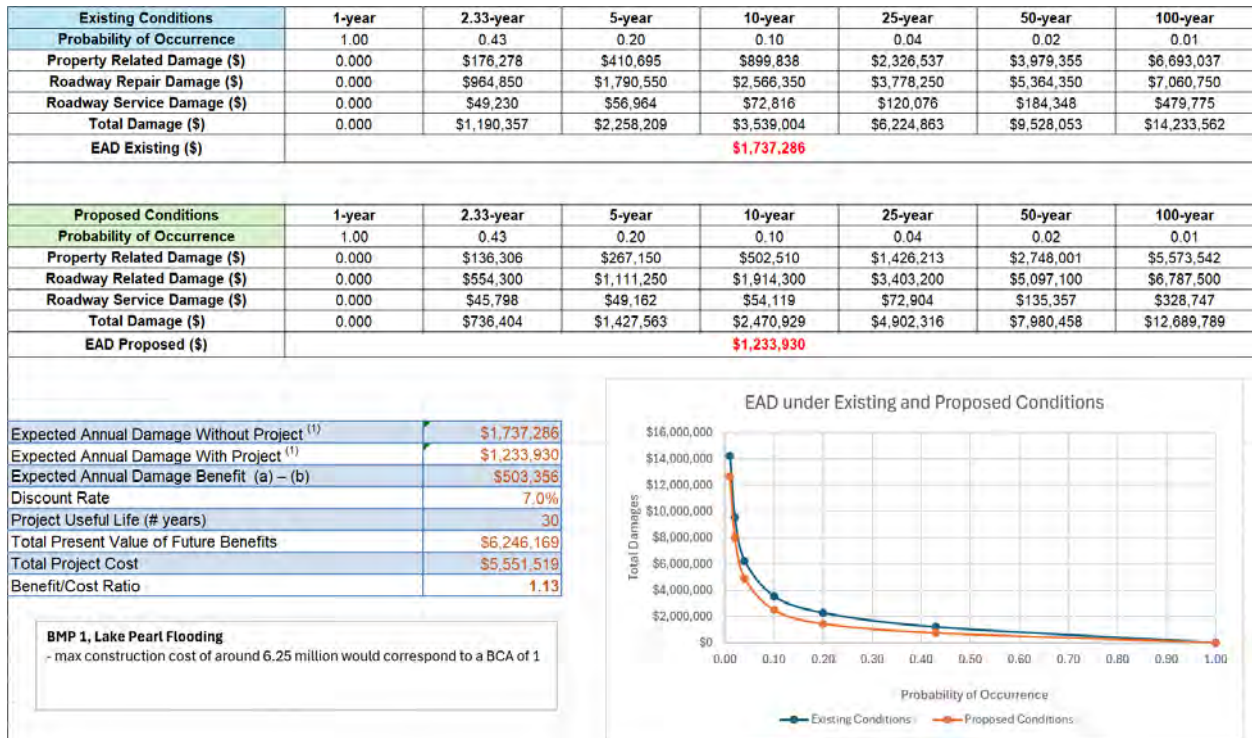 Existing Conditions 1-year 2.33-year 5-year 10-year 25-year 50-year 100-year
Probability of Occurrence 1.00 0.43 0.20 0.10 0.04 0.02 0.01
Property Related Damage ($) 0.000 $176,278 $410,695 $899,838 $2,326,537 $3,979,355 $6,693,037
Roadway Repair Damage ($) 0.000 $964,850 $1,790,550 $2,566,350 $3,778,250 $5,364,350 $7,060,750
Roadway Service Damage ($) 0.000 $49,230 $56,964 $72,816 $120,076 $184,348 $479,775
Total Damage ($) 0.000 $1,190,357 $2,258,209 $3,539,004 $6,224,863 $9,528,053 $14,233,562
EAD Existing ($) $1,737,286
Proposed Conditions 1-year 2.33-year 5-year 10-year 25-year 50-year 100-year
Probability of Occurrence 1.00 0.43 0.20 0.10 0.04 0.02 0.01
Property Related Damage ($) 0.000 $136,306 $267,150 $502,510 $1,426,213 $2,748,001 $5,573,542
Roadway Related Damage ($) 0.000 $554,300 $1,111,250 $1,914,300 $3,403,200 $5,097,100 $6,787,500
Roadway Service Damage ($) 0.000 $45,798 $49,162 $54,119 $72,904 $135,357 $328,747
Total Damage ($) 0.000 $736,404 $1,427,563 $2,470,929 $4,902,316 $7,980,458 $12,689,789
EAD Proposed ($) $1,233,930
Expected Annual Damage Without Project (1) $1,737,286
Expected Annual Damage With Project (1) $1,233,930
Expected Annual Damage Benefit (a) – (b) $503,356
Discount Rate 7.0%
Project Useful Life (# years) 30
Total Present Value of Future Benefits $6,246,169
Total Project Cost $5,551,519
Benefit/Cost Ratio 1.13
BMP 1, Lake Pearl Flooding
- max construction cost of around 6.25 million would correspond to a BCA of 1
EAD under Existing and Proposed Conditions
$16,000,000
$14,000,000
$12,000,000
$10,000,000
$8,000,000
$6,000,000
$4,000,000
$2,000,000
$0
Total Damages
0.00 0.10 0.20 0.30 0.40 0.50 0.60 0.70 0.80 0.90 1.00
Probability of Occurrence
Existing Conditions Proposed Conditions